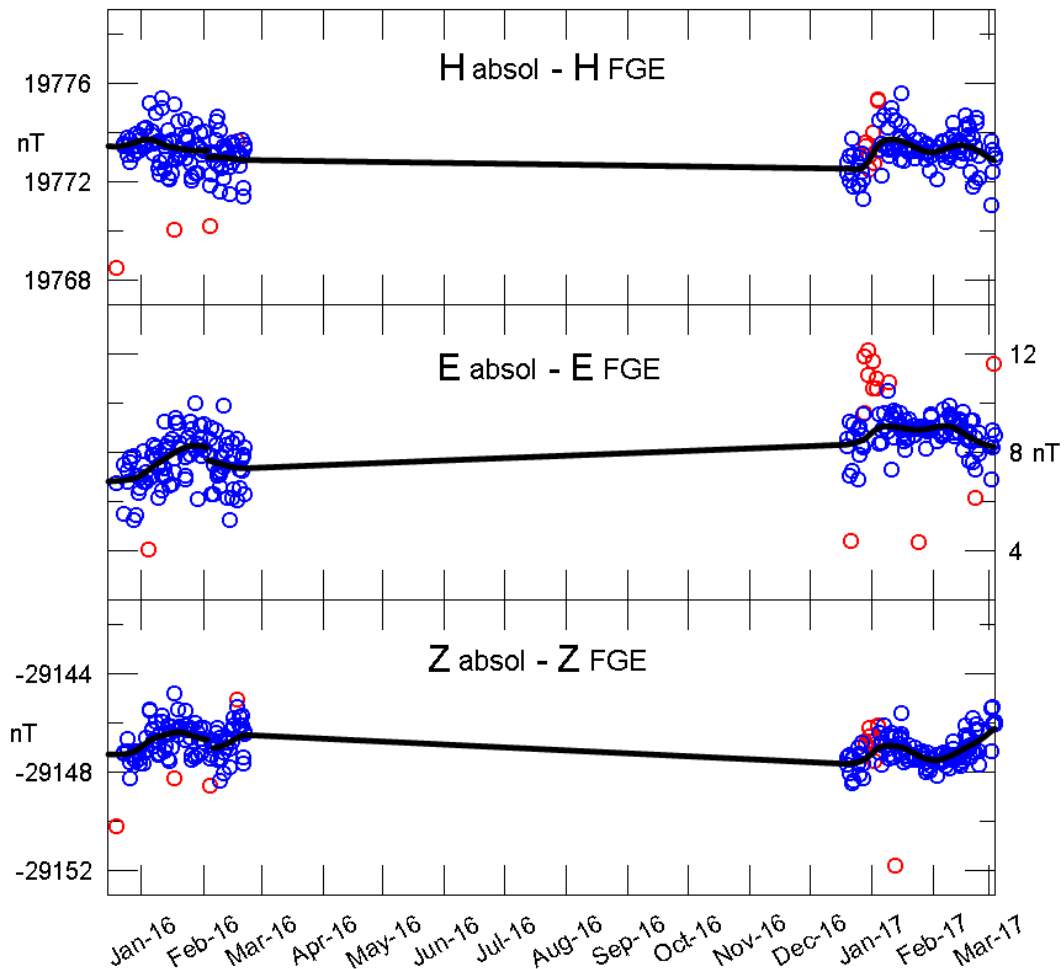 H absol - H FGE
19776
nT
19772
19768
E absol - E FGE
12
8 nT
4
Z absol - Z FGE
-29144
nT
-29148
-29152
Jan-16 Feb-16 Mar-16 Apr-16 May-16 Jun-16 Jul-16 Aug-16 Sep-16 Oct-16 Nov-16 Dec-16 Jan-17 Feb-17 Mar-17